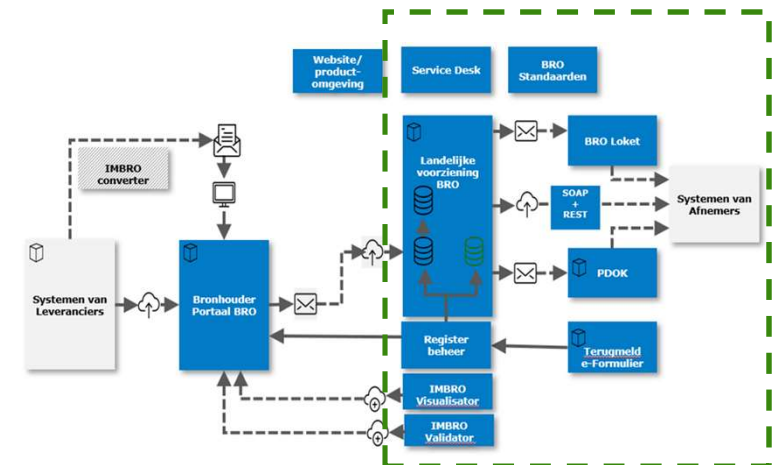 Website/
product-
omgeving
Service Desk
BRO
Standaarden
IMBRO
converter
Landelijke
voorziening
BRO
BRO Loket
SOAP
+
REST
Systemen van
Afnemers
Systemen van
Leveranciers
Bronhouder
Portaal BRO
PDOK
Register
beheer
Terugmeld
e-Formulier
IMBRO
Visualisator
IMBRO
Validator